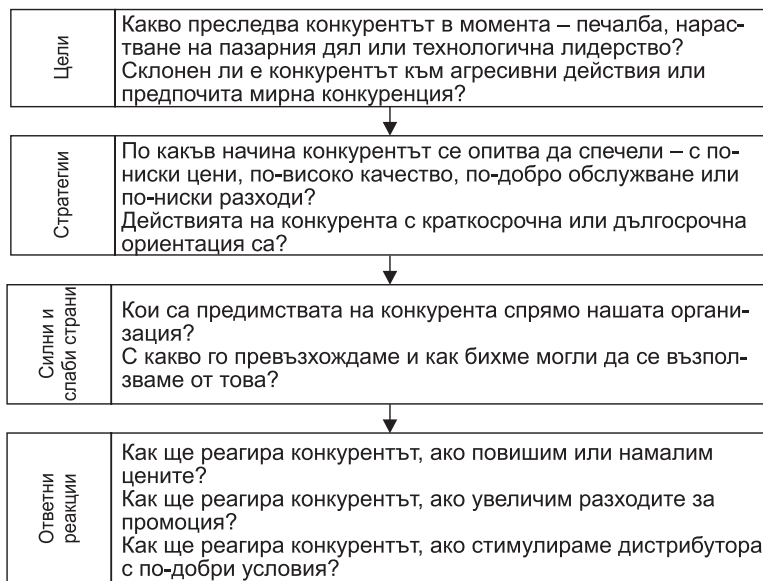 Цели
Какво преследва конкурентът в момента – печалба, нарас-
тване на пазарния дял или технологична лидерство?
Склонен ли е конкурентът към агресивни действия или
предпочита мирна конкуренция?
Стратегии
По какъв начина конкурентът се опитва да спечели – с по-
ниски цени, по-високо качество, по-добро обслужване или
по-ниски разходи?
Действията на конкурента с краткосрочна или дългосрочна
ориентация са?
Силни и
слаби страни
Кои са предимствата на конкурента спрямо нашата органи-
зация?
С какво го превъзхождаме и как бихме могли да се възпол-
зваме от това?
Ответни
реакции
Как ще реагира конкурентът, ако повишим или намалим
цените?
Как ще реагира конкурентът, ако увеличим разходите за
промоция?
Как ще реагира конкурентът, ако стимулираме дистрибутора
с по-добри условия?